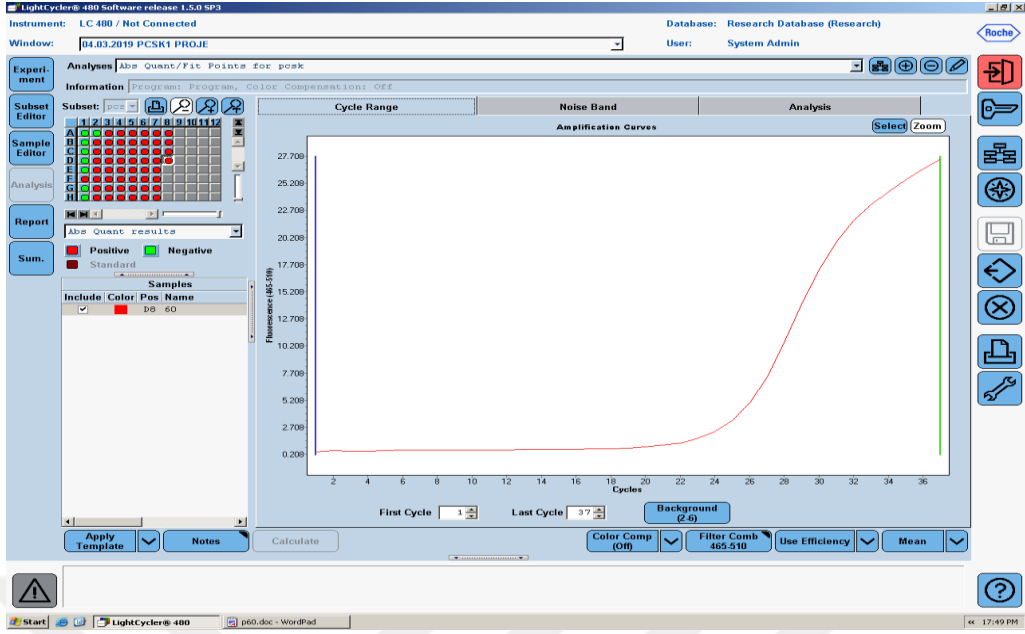 LightCycler® 480 Software release 1.5.0 SP3
Instrument: LC 480 / Not Connected
Database: Research Database (Research)
Window: 04.03.2019 PCSK1 PROJE
User: System Admin
Roche
Experi-
ment
Subset
Editor
Sample
Editor
Analysis
Report
Sum.
Analyses Abs Quant/Fit Points for pcsk
Information Program: Program, Color Compensation: Off
Subset: pcs
1 2 3 4 5 6 7 8 9 10 11 12
A
B
C
D
E
F
G
H
Abs Quant results
Positive Negative
Standard
Samples
Include Color Pos Name
D8 60
Cycle Range Noise Band Analysis
Amplification Curves
Select Zoom
27.708
25.208
22.708
20.208
17.708
15.208
12.708
10.208
7.708
5.208
2.708
0.208
Fluorescence (465-510)
2 4 6 8 10 12 14 16 18 20 22 24 26 28 30 32 34 36
Cycles
First Cycle 1 Last Cycle 37
Background
(2-6)
Apply
Template
Notes
Calculate
Color Comp
(Off)
Filter Comb
465-510
Use Efficiency
Mean
Start LightCycler® 480 p60.doc - WordPad « 17:49 PM